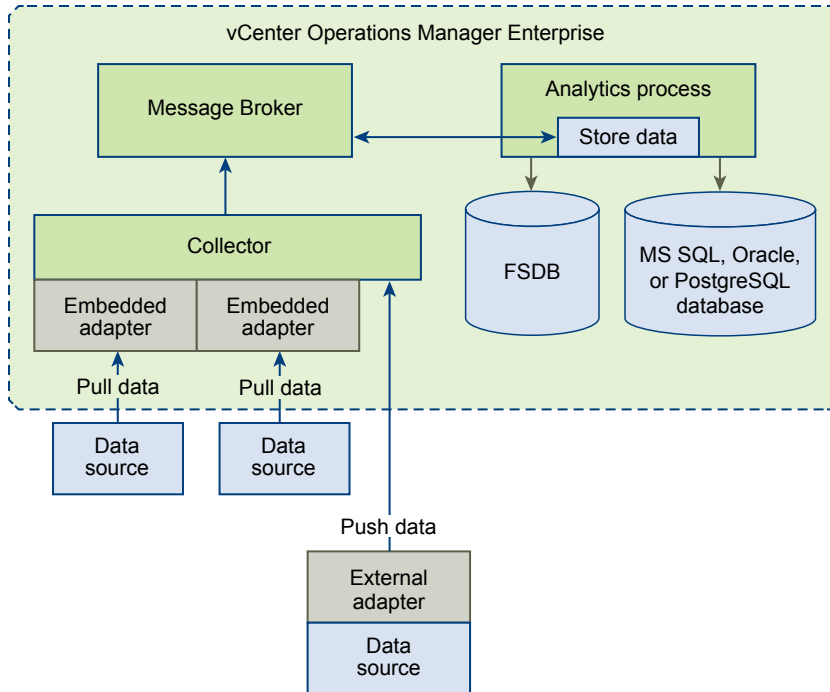 vCenter Operations Manager Enterprise
Message Broker
Analytics process
Store data
Collector
FSDB
MS SQL, Oracle,
or PostgreSQL
database
Embedded
adapter
Embedded
adapter
Pull data
Pull data
Data
source
Data
source
Push data
External
adapter
Data
source